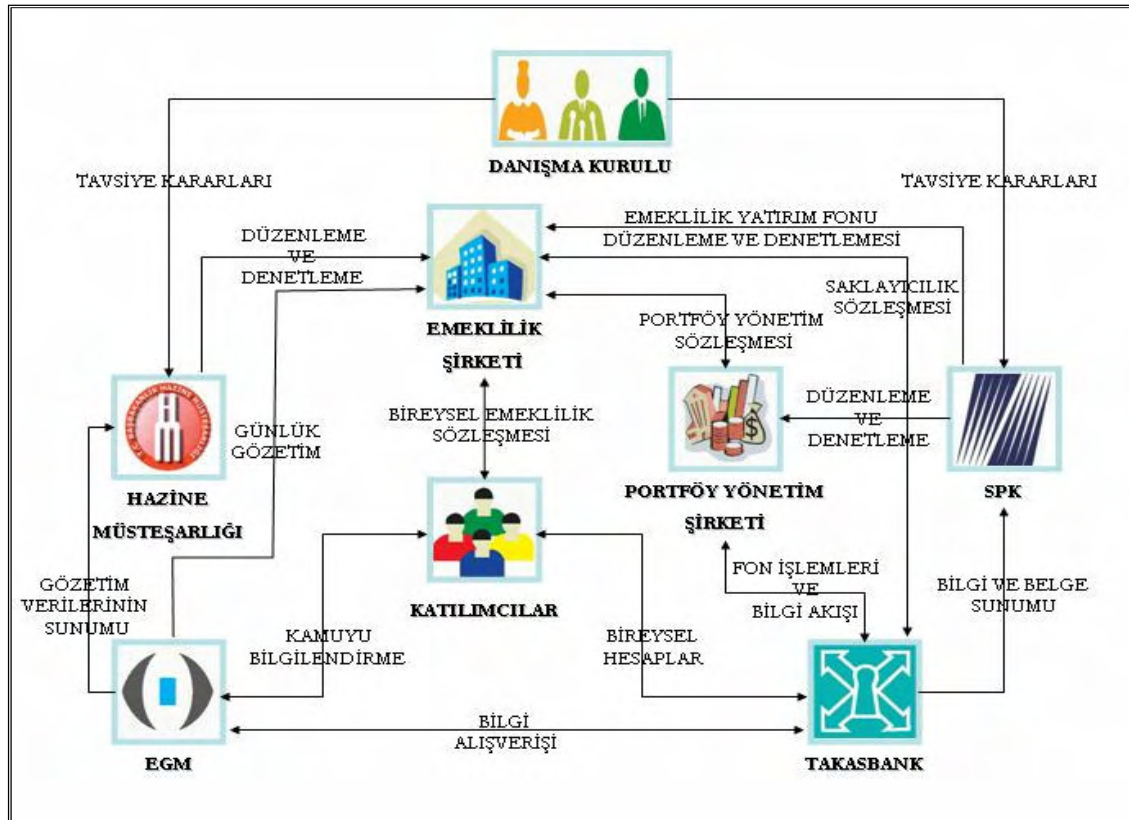 DANIŞMA KURULU
TAVSİYE KARARLARI
TAVSİYE KARARLARI
DÜZENLEME
VE
DENETLEME
EMEKLİLİK YATIRIM FONU
DÜZENLEME VE DENETLEMESİ
SAKLAYICILIK
SÖZLEŞMESİ
EMEKLİLİK
ŞİRKETİ
PORTFÖY YÖNETİM
SÖZLEŞMESİ
GÜNLÜK
GÖZETİM
BİREYSEL EMEKLİLİK
SÖZLEŞMESİ
DÜZENLEME
VE
DENETLEME
T.C. BAŞBAKANLIK HAZİNE MÜSTEŞARLIĞI
HAZİNE
MÜSTEŞARLIĞI
PORTFÖY YÖNETİM
ŞİRKETİ
SPK
GÖZETİM
VERİLERİNİN
SUNUMU
KATILIMCILAR
FON İŞLEMLERİ
VE
BİLGİ AKIŞI
BİLGİ VE BELGE
SUNUMU
KAMUYU
BİLGİLENDİRME
BİREYSEL
HESAPLAR
BİLGİ
ALIŞVERİŞİ
EGM
TAKASBANK